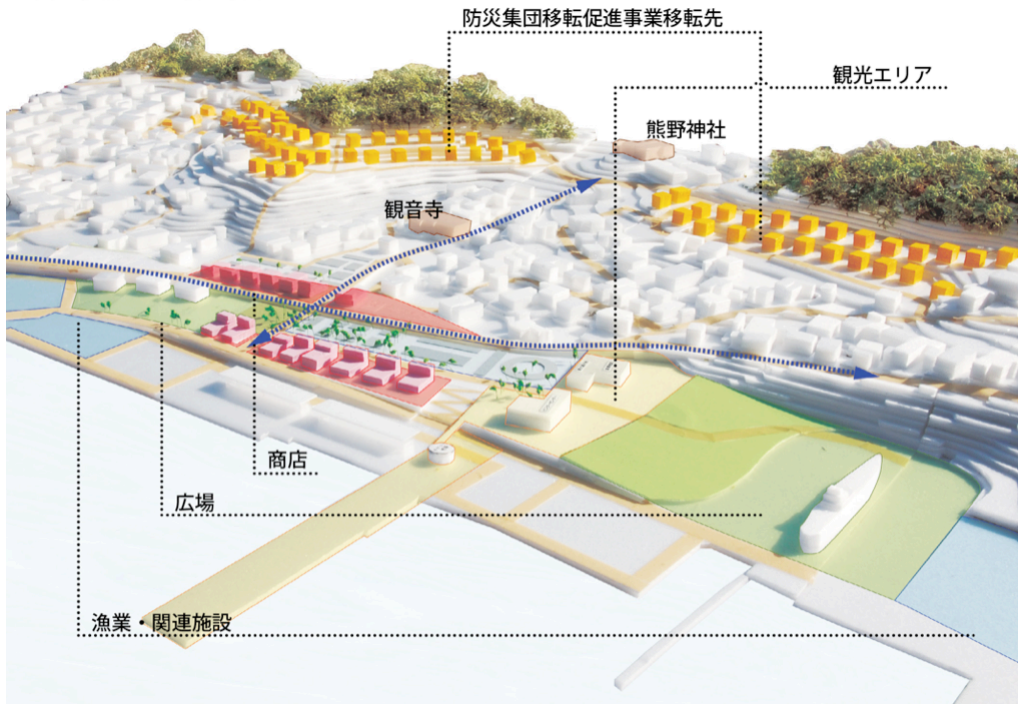 防災集団移転促進事業移転先
観光エリア
熊野神社
観音寺
商店
広場
漁業・関連施設